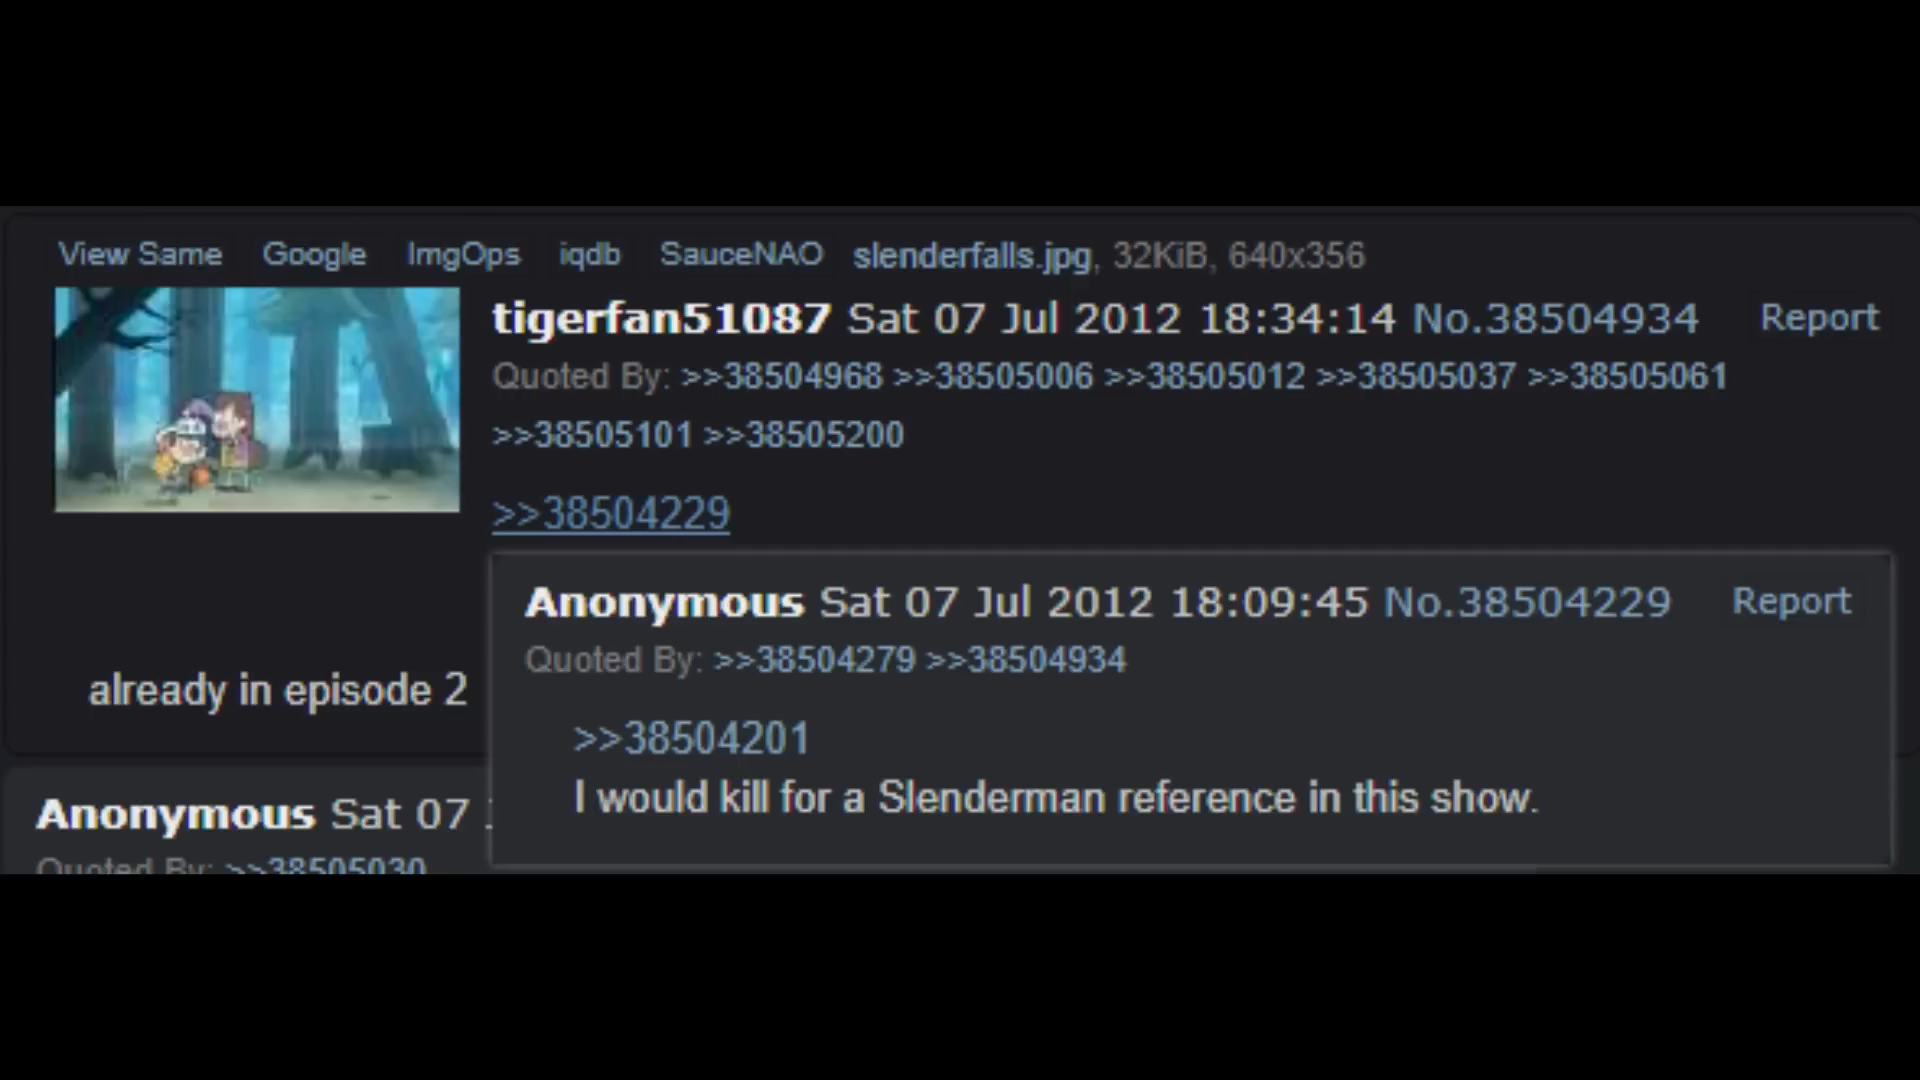 View Same Google ImgOps iqdb SauceNAO slenderfalls.jpg, 32KiB, 640x356
tigerfan51087 Sat 07 Jul 2012 18:34:14 No.38504934 Report
Quoted By: >>38504968 >>38505006 >>38505012 >>38505037 >>38505061
>>38505101 >>38505200
>>38504229
Anonymous Sat 07 Jul 2012 18:09:45 No.38504229 Report
Quoted By: >>38504279 >>38504934
>>38504201
I would kill for a Slenderman reference in this show.
already in episode 2
Anonymous Sat 07
Quoted By: >>38505030